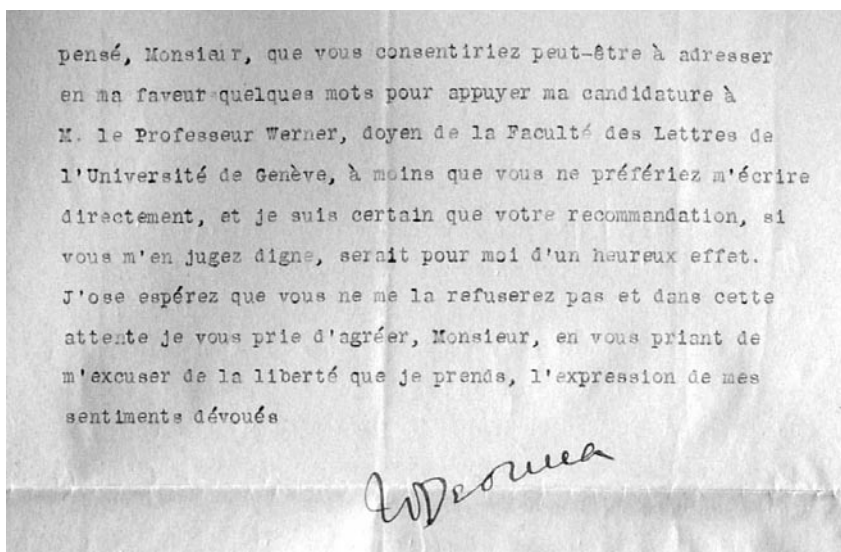 pensé, Monsieur, que vous consentiriez peut-être à adresser
en ma faveur quelques mots pour appuyer ma candidature à
M. le Professeur Werner, doyen de la Faculté des Lettres de
l'Université de Genève, à moins que vous ne préfériez m'écrire
directement, et je suis certain que votre recommandation, si
vous m'en jugez digne, serait pour moi d'un heureux effet.
J'ose espérez que vous ne me la refuserez pas et dans cette
attente je vous prie d'agréer, Monsieur, en vous priant de
m'excuser de la liberté que je prends, l'expression de mes
sentiments dévoués
WDeonna